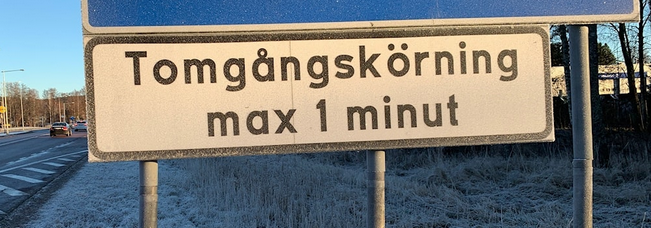 Tomgångskörning
max 1 minut